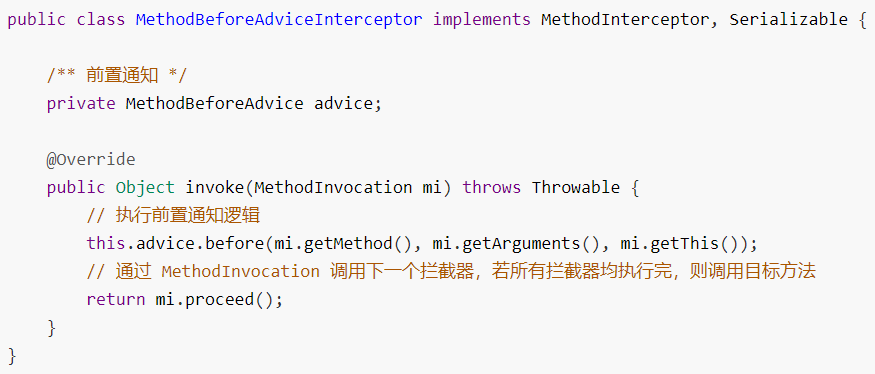 public class MethodBeforeAdviceInterceptor implements MethodInterceptor, Serializable {
/** 前置通知 */
private MethodBeforeAdvice advice;
@Override
public Object invoke(MethodInvocation mi) throws Throwable {
// 执行前置通知逻辑
this.advice.before(mi.getMethod(), mi.getArguments(), mi.getThis());
// 通过 MethodInvocation 调用下一个拦截器，若所有拦截器均执行完，则调用目标方法
return mi.proceed();
}
}